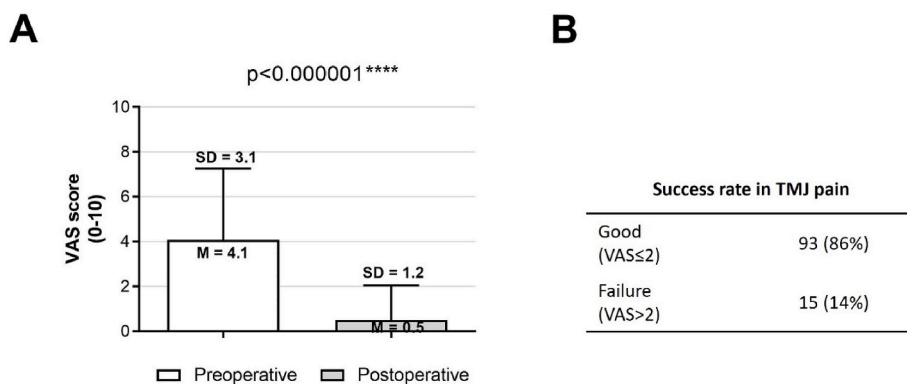 A
p<0.000001****
VAS score
(0-10)
10
8
6
4
2
0
SD = 3.1
M = 4.1
SD = 1.2
M = 0.5
Preoperative
Postoperative
B
Success rate in TMJ pain
Good
(VAS≤2)
93 (86%)
Failure
(VAS>2)
15 (14%)